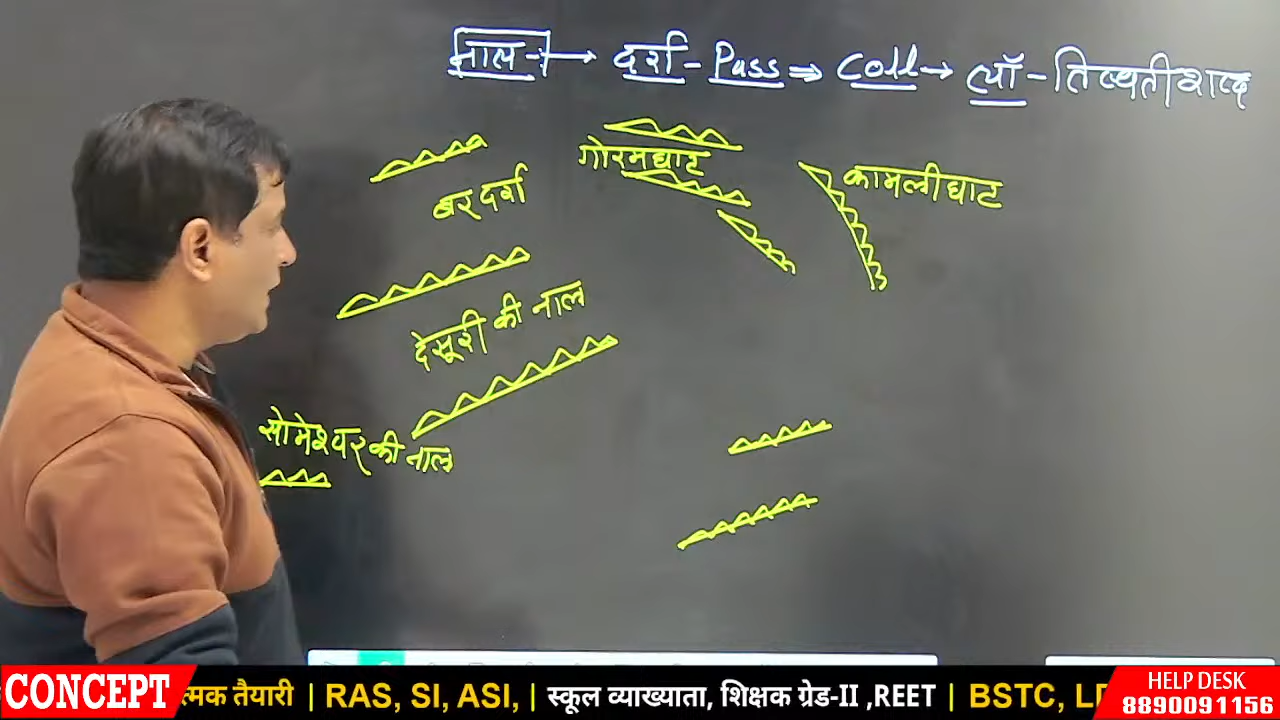 नाल → दर्रा - Pass ⇒ Coll → ला - तिब्बती शब्द
बर दर्रा
गोरमघाट
कामलीघाट
देसूरी की नाल
सोमेश्वर की नाल
CONCEPT
त्मक तैयारी | RAS, SI, ASI, | स्कूल व्याख्याता, शिक्षक ग्रेड-II ,REET | BSTC,
HELP DESK
8890091156